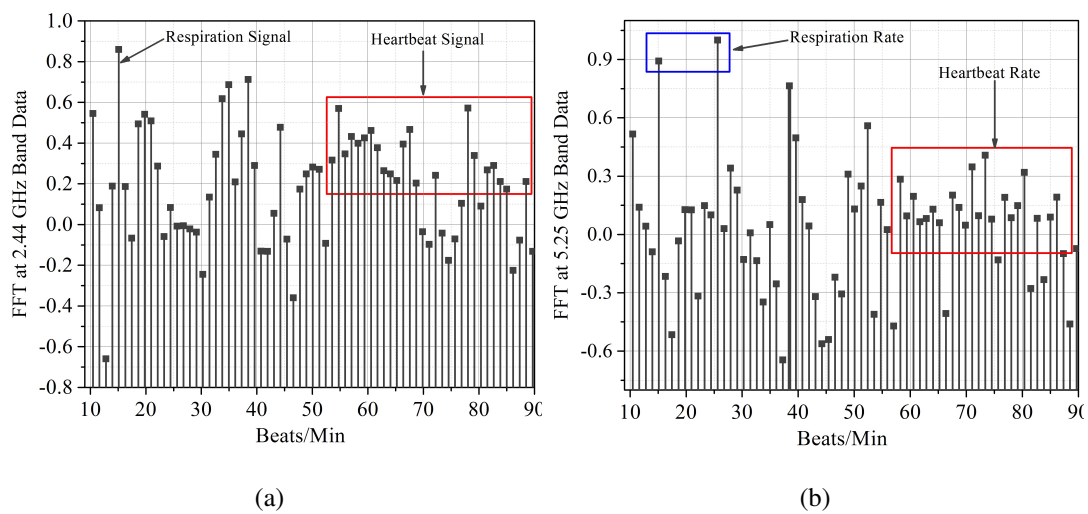 1.0
0.8
0.6
0.4
0.2
0.0
-0.2
-0.4
-0.6
-0.8
FFT at 2.44 GHz Band Data
Respiration Signal
Heartbeat Signal
10 20 30 40 50 60 70 80 90
Beats/Min
(a)
0.9
0.6
0.3
0.0
-0.3
-0.6
FFT at 5.25 GHz Band Data
Respiration Rate
Heartbeat Rate
10 20 30 40 50 60 70 80 90
Beats/Min
(b)